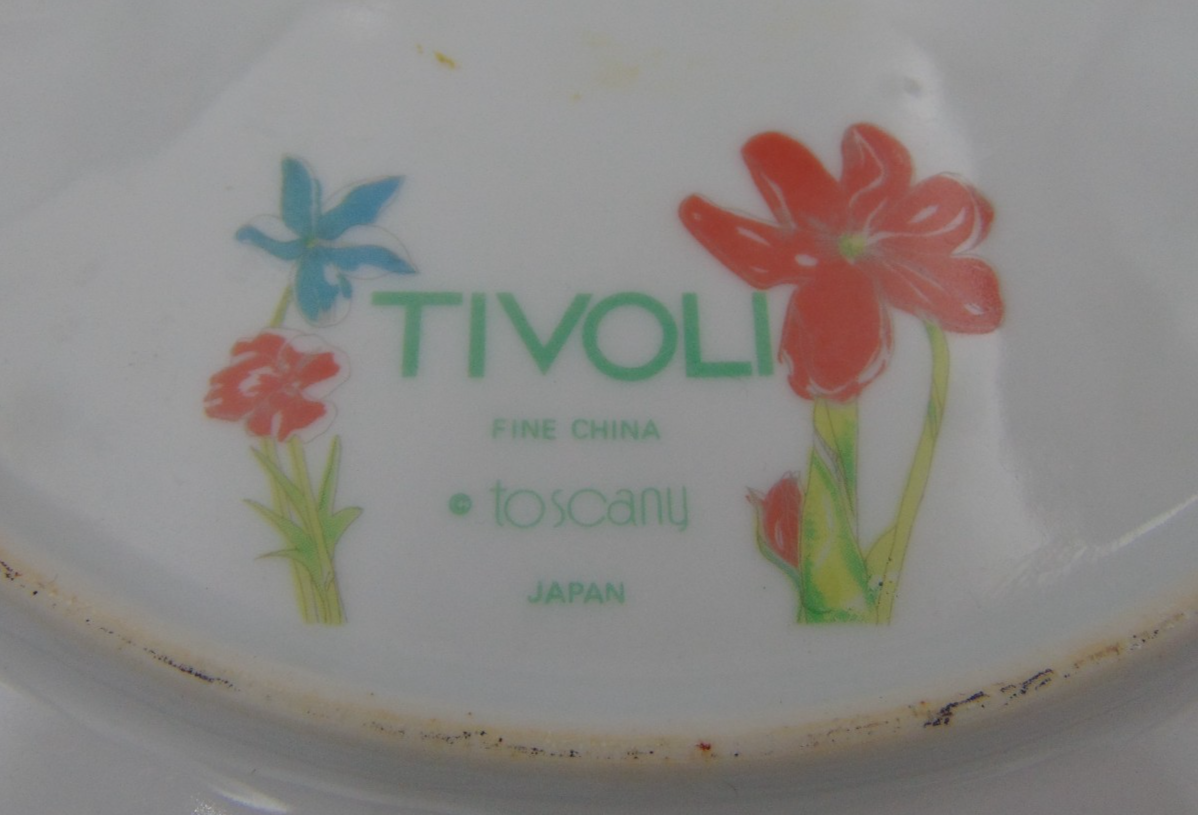 TIVOLI
FINE CHINA
© toscany
JAPAN